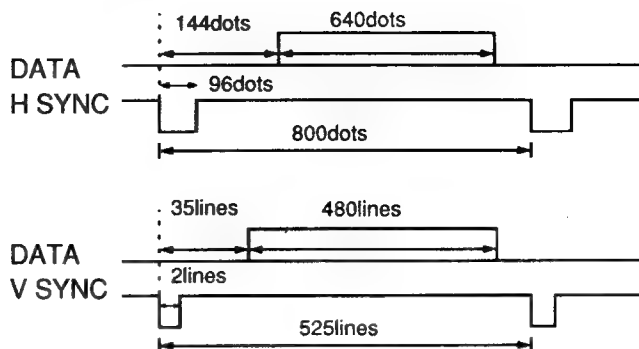 144dots 640dots
DATA
96dots
H SYNC
800dots
35lines 480lines
DATA
2lines
V SYNC
525lines